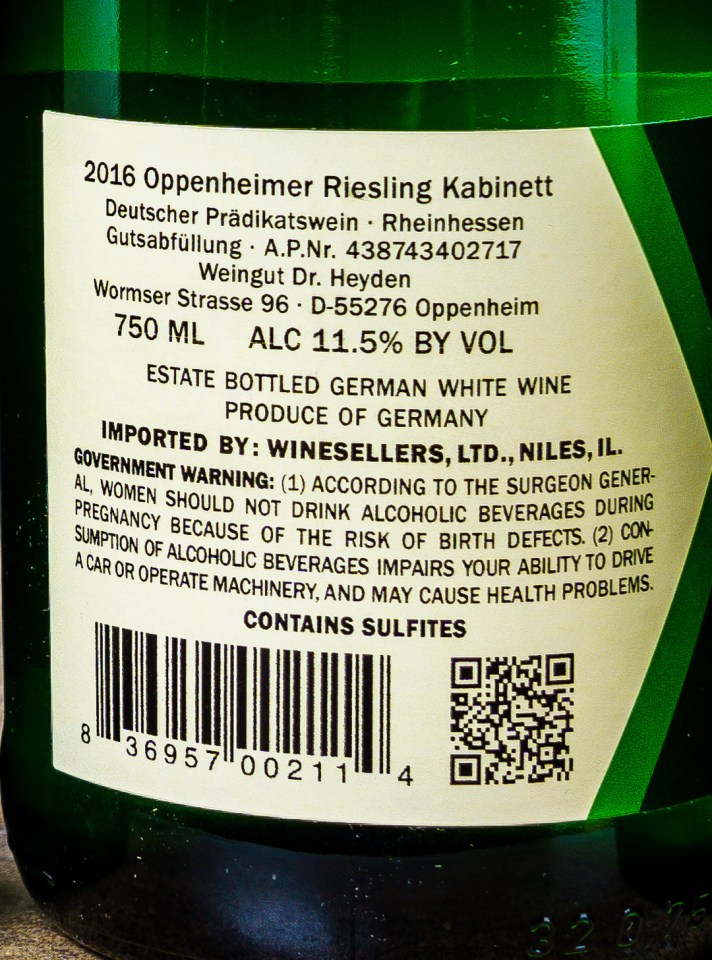 2016 Oppenheimer Riesling Kabinett
Deutscher Prädikatswein · Rheinhessen
Gutsabfüllung · A.P.Nr. 438743402717
Weingut Dr. Heyden
Wormser Strasse 96 · D-55276 Oppenheim
750 ML ALC 11.5% BY VOL
ESTATE BOTTLED GERMAN WHITE WINE
PRODUCE OF GERMANY
IMPORTED BY: WINESELLERS, LTD., NILES, IL.
GOVERNMENT WARNING: (1) ACCORDING TO THE SURGEON GENER-
AL, WOMEN SHOULD NOT DRINK ALCOHOLIC BEVERAGES DURING
PREGNANCY BECAUSE OF THE RISK OF BIRTH DEFECTS. (2) CON-
SUMPTION OF ALCOHOLIC BEVERAGES IMPAIRS YOUR ABILITY TO DRIVE
A CAR OR OPERATE MACHINERY, AND MAY CAUSE HEALTH PROBLEMS.
CONTAINS SULFITES
8 36957 00211 4
32